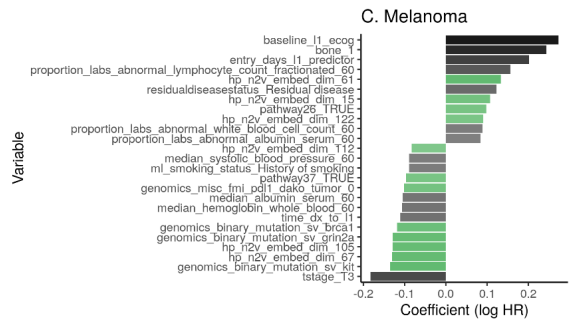 C. Melanoma
baseline_l1_ecog
bone_1
entry_days_l1_predictor
proportion_labs_abnormal_lymphocyte_count_fractionated_60
hp_n2v_embed_dim_61
residualdiseasestatus_Residual disease
hp_n2v_embed_dim_15
pathway26_TRUE
hp_n2v_embed_dim_122
proportion_labs_abnormal_white_blood_cell_count_60
proportion_labs_abnormal_albumin_serum_60
hp_n2v_embed_dim_112
median_systolic_blood_pressure_60
ml_smoking_status_History of smoking
pathway37_TRUE
genomics_misc_fmi_pdl1_dako_tumor_0
median_albumin_serum_60
median_hemoglobin_whole_blood_60
time_dx_to_l1
genomics_binary_mutation_sv_brca1
genomics_binary_mutation_sv_grin2a
hp_n2v_embed_dim_105
hp_n2v_embed_dim_67
genomics_binary_mutation_sv_kit
tstage_T3
Variable
-0.2 -0.1 0.0 0.1 0.2
Coefficient (log HR)